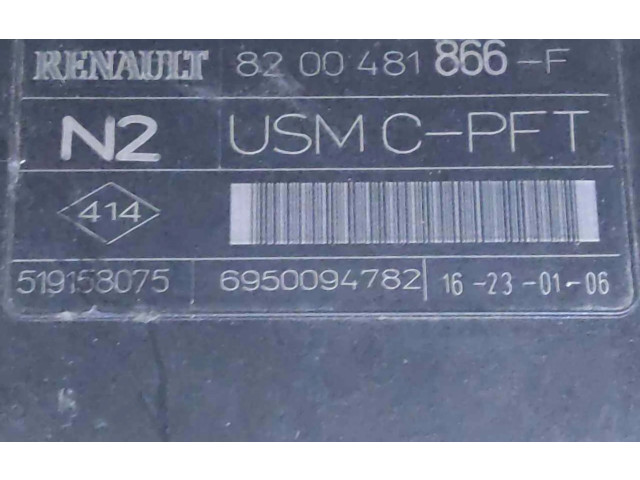 RENAULT 82 00 481 866 -F
N2 USM C-PFT
414
519158075 6950094782 16 -23 -01 -06